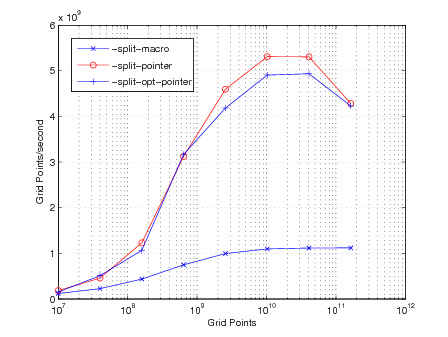 x 10^9
6
5
4
3
2
1
0
Grid Points/second
-split-macro
-split-pointer
-split-opt-pointer
10^7 10^8 10^9 10^10 10^11 10^12
Grid Points